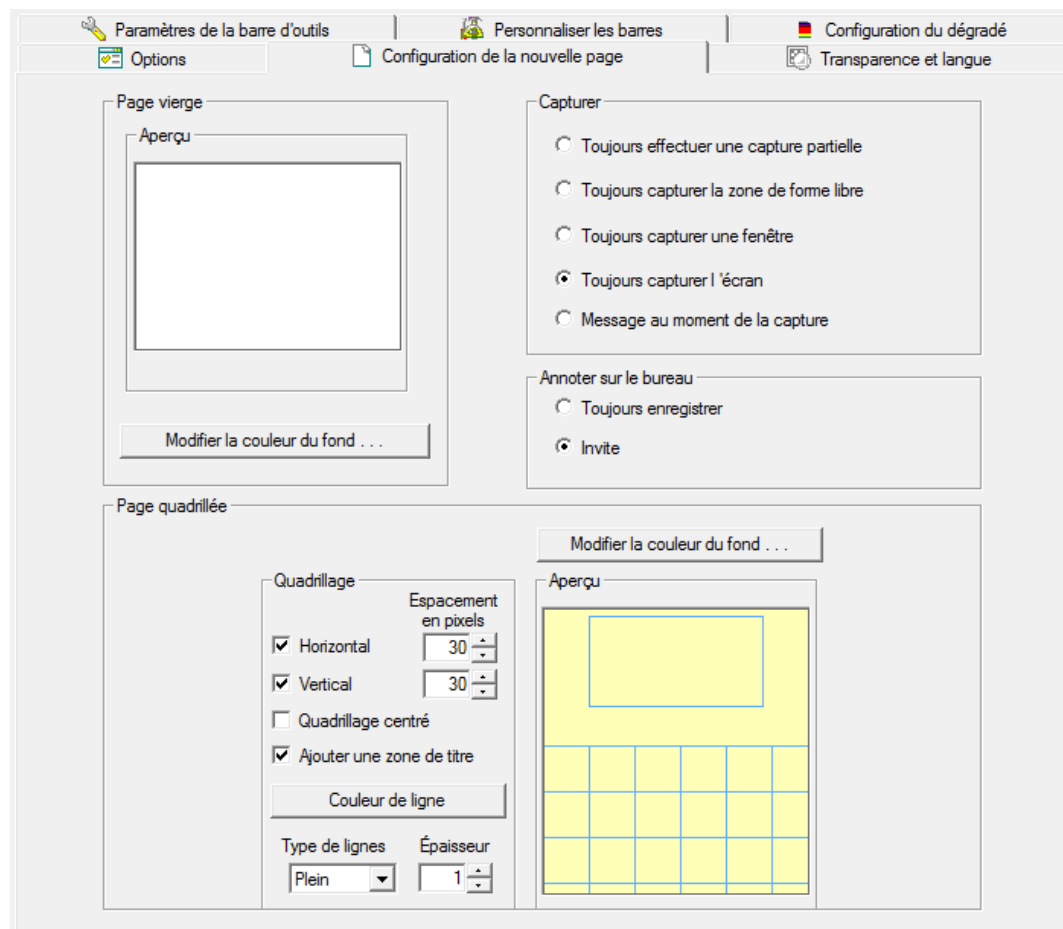 Paramètres de la barre d'outils
Personnaliser les barres
Configuration du dégradé
Options
Configuration de la nouvelle page
Transparence et langue
Page vierge
Aperçu
Modifier la couleur du fond . . .
Capturer
Toujours effectuer une capture partielle
Toujours capturer la zone de forme libre
Toujours capturer une fenêtre
Toujours capturer l 'écran
Message au moment de la capture
Annoter sur le bureau
Toujours enregistrer
Invite
Page quadrillée
Modifier la couleur du fond . . .
Quadrillage
Espacement
en pixels
Horizontal 30
Vertical 30
Quadrillage centré
Ajouter une zone de titre
Couleur de ligne
Type de lignes Épaisseur
Plein 1
Aperçu